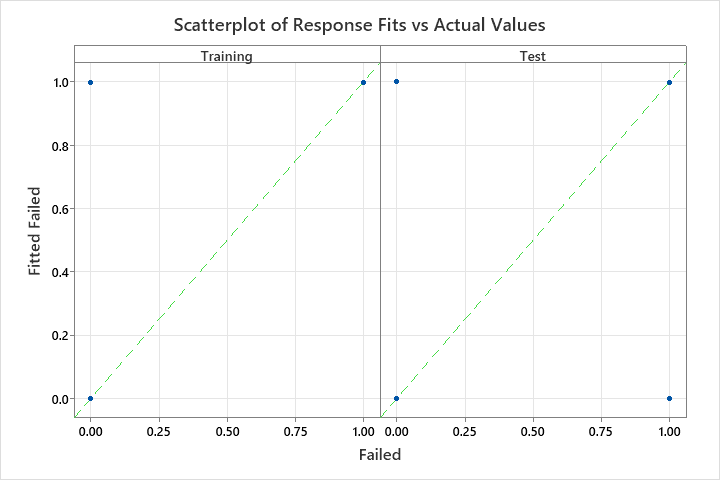 Scatterplot of Response Fits vs Actual Values
Training Test
1.0
0.8
0.6
0.4
0.2
0.0
Fitted Failed
0.00 0.25 0.50 0.75 1.00 0.00 0.25 0.50 0.75 1.00
Failed